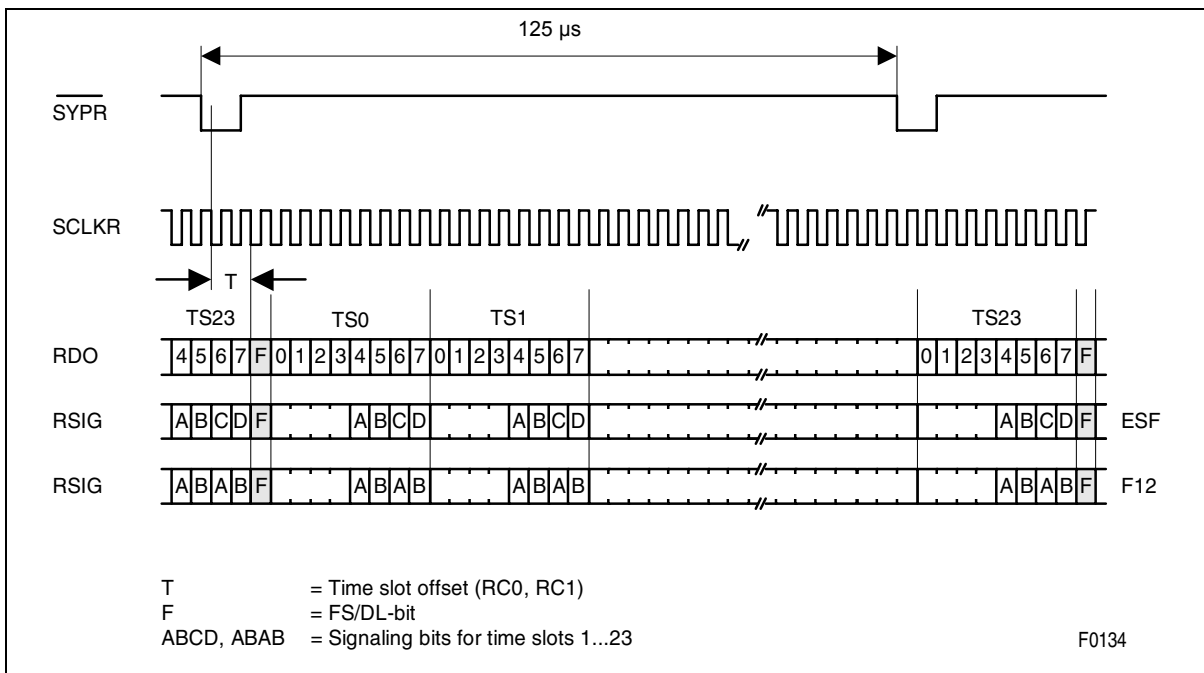 125 µs
SYPR
SCLKR
T
TS23 TS0 TS1 TS23
RDO 4 5 6 7 F 0 1 2 3 4 5 6 7 0 1 2 3 4 5 6 7 0 1 2 3 4 5 6 7 F
RSIG A B C D F A B C D A B C D A B C D F ESF
RSIG A B A B F A B A B A B A B A B A B F F12
T = Time slot offset (RC0, RC1)
F = FS/DL-bit
ABCD, ABAB = Signaling bits for time slots 1...23
F0134